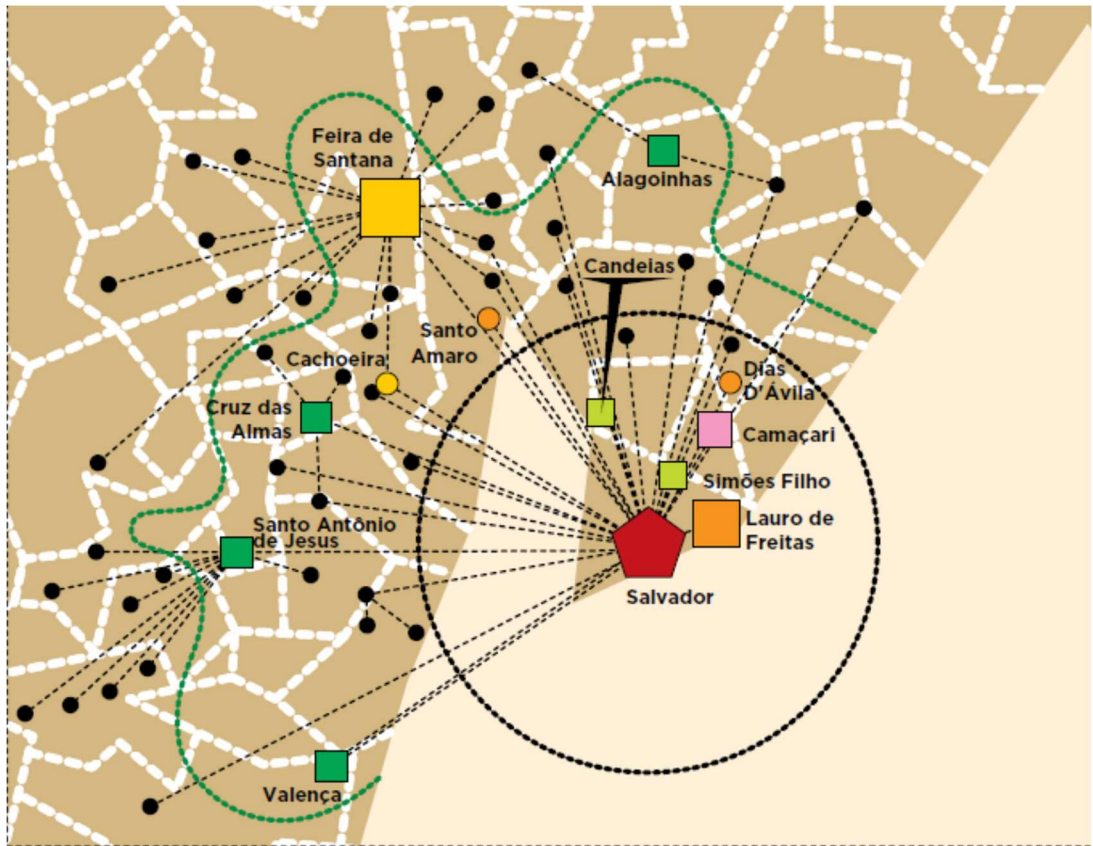 Feira de
Santana
Alagoinhas
Candeias
Santo
Amaro
Cachoeira
Dias
D'Ávila
Cruz das
Almas
Camaçari
Simões Filho
Santo Antônio
de Jesus
Lauro de
Freitas
Salvador
Valença